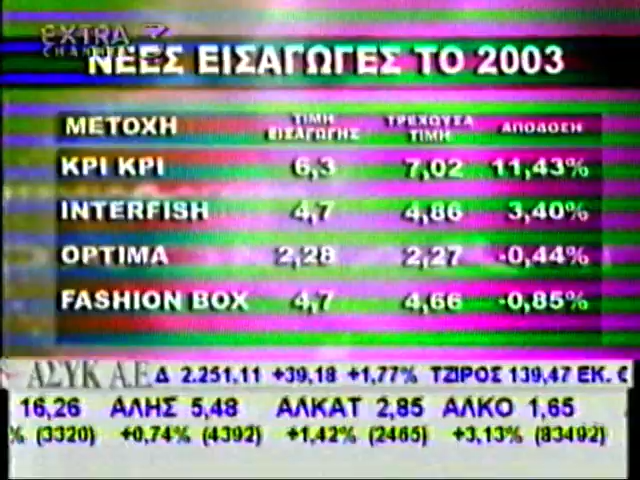 EXTRA 3
CHANNEL
ΝΕΕΣ ΕΙΣΑΓΩΓΕΣ ΤΟ 2003
ΜΕΤΟΧΗ ΤΙΜΗ ΕΙΣΑΓΩΓΗΣ ΤΡΕΧΟΥΣΑ ΤΙΜΗ ΑΠΟΔΟΣΗ
ΚΡΙ ΚΡΙ 6,3 7,02 11,43%
INTERFISH 4,7 4,86 3,40%
OPTIMA 2,28 2,27 -0,44%
FASHION BOX 4,7 4,66 -0,85%
ΑΣΥΚ Α.Ε Δ 2.251,11 +39,18 +1,77% ΤΖΙΡΟΣ 139,47 ΕΚ. €
16,26 ΑΛΗΣ 5,48 ΑΛΚΑΤ 2,85 ΑΛΚΟ 1,65
% (3320) +0,74% (4392) +1,42% (2465) +3,13% (83492)